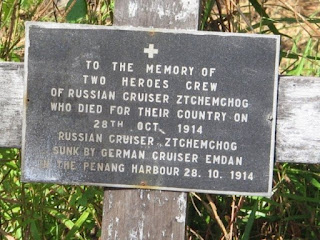 TO THE MEMORY OF
TWO HEROES CREW
OF RUSSIAN CRUISER ZTCHEMCHOG
WHO DIED FOR THEIR COUNTRY ON
28TH OCT. 1914
RUSSIAN CRUISER ZTCHEMCHOG
SUNK BY GERMAN CRUISER EMDAN
IN THE PENANG HARBOUR 28. 10. 1914